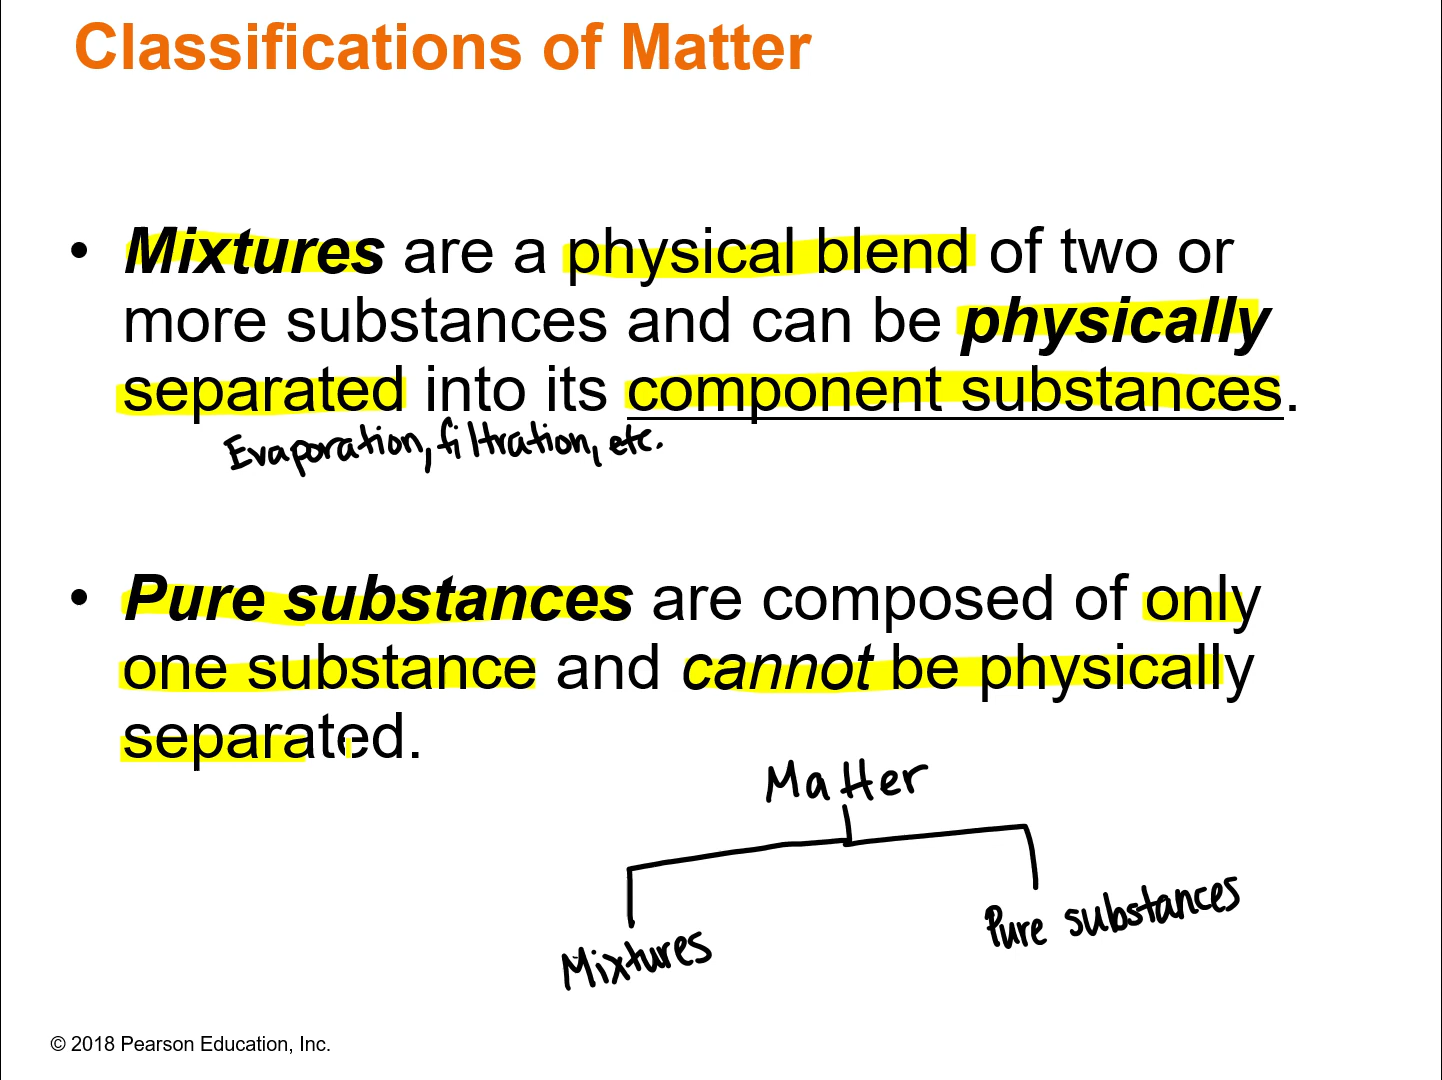 Classifications of Matter
• Mixtures are a physical blend of two or
more substances and can be physically
separated into its component substances.
Evaporation, filtration, etc.
• Pure substances are composed of only
one substance and cannot be physically
separated.
Matter
Mixtures
Pure substances
© 2018 Pearson Education, Inc.